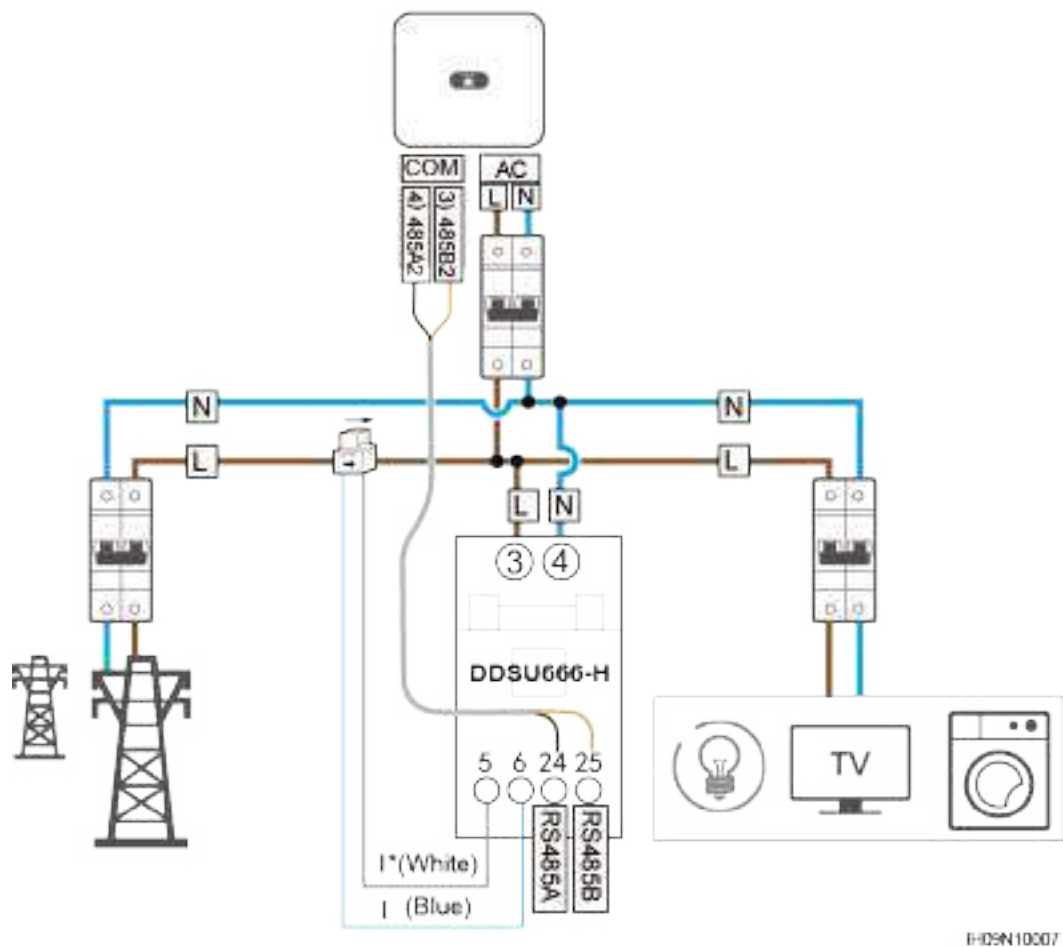 COM
AC
L
N
4) 485A2
3) 485B2
N
N
L
L
L
N
3
4
DDSU666-H
5
6
24
25
TV
RS485A
RS485B
I*(White)
I (Blue)
IH09N10007